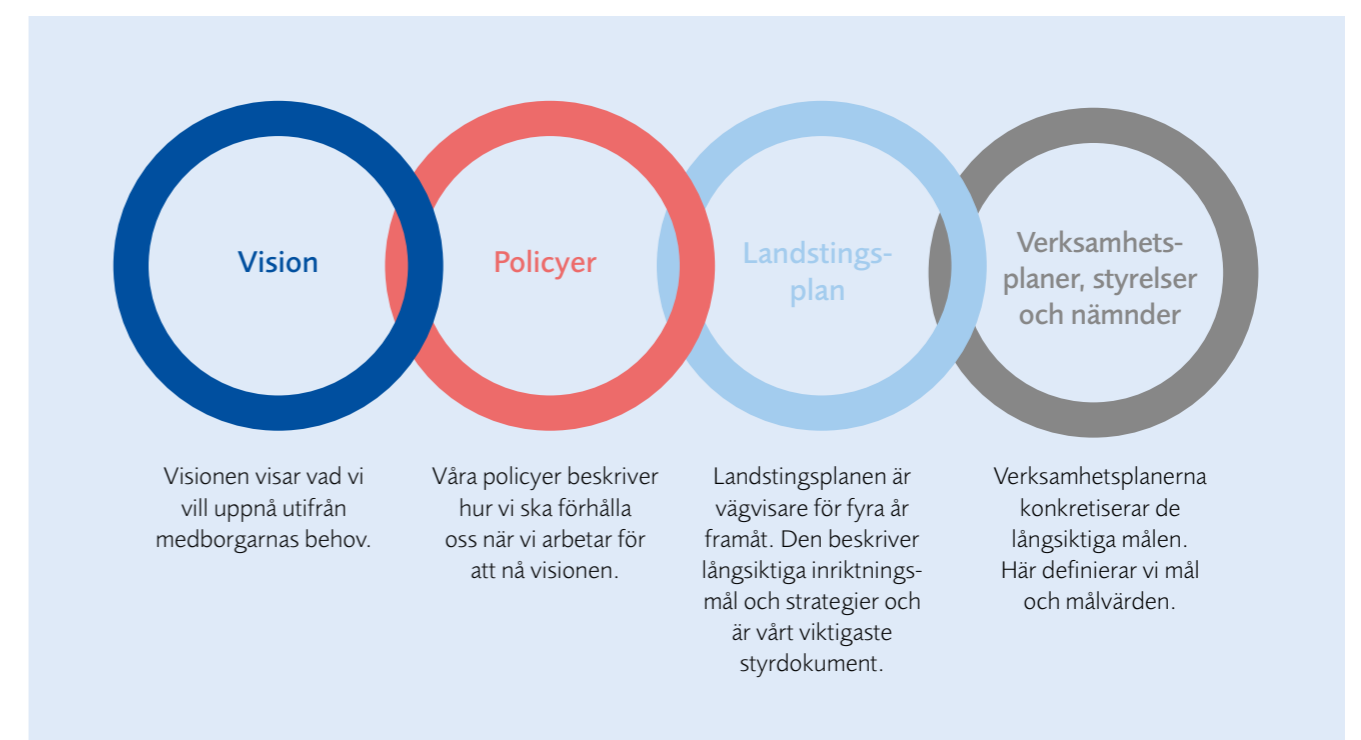 Vision
Policyer
Landstings-
plan
Verksamhets-
planer, styrelser
och nämnder
Visionen visar vad vi
vill uppnå utifrån
medborgarnas behov.
Våra policyer beskriver
hur vi ska förhålla
oss när vi arbetar för
att nå visionen.
Landstingsplanen är
vägvisare för fyra år
framåt. Den beskriver
långsiktiga inriktnings-
mål och strategier och
är vårt viktigaste
styrdokument.
Verksamhetsplanerna
konkretiserar de
långsiktiga målen.
Här definierar vi mål
och målvärden.